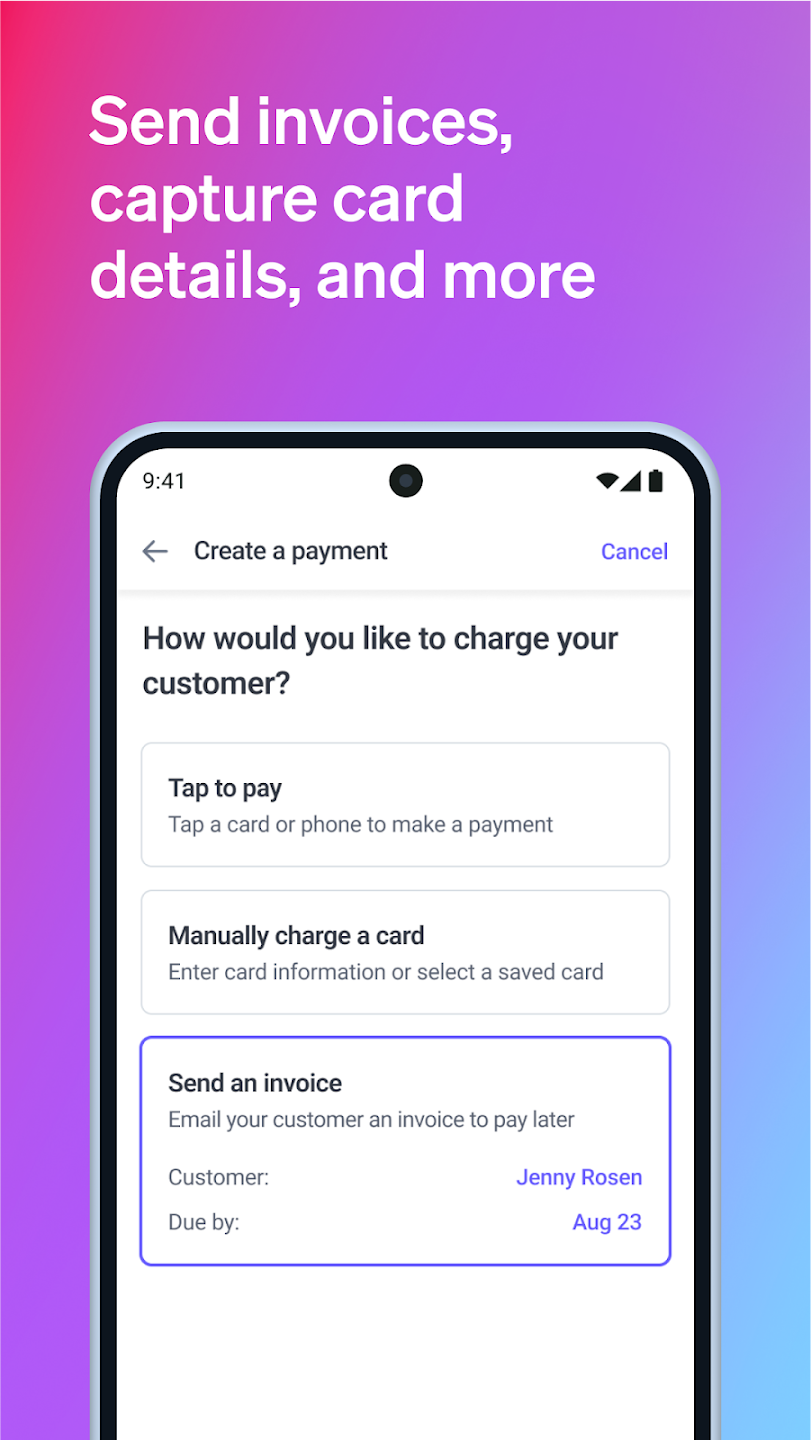 Send invoices,
capture card
details, and more
9:41
Create a payment
Cancel
How would you like to charge your
customer?
Tap to pay
Tap a card or phone to make a payment
Manually charge a card
Enter card information or select a saved card
Send an invoice
Email your customer an invoice to pay later
Customer:
Jenny Rosen
Due by:
Aug 23